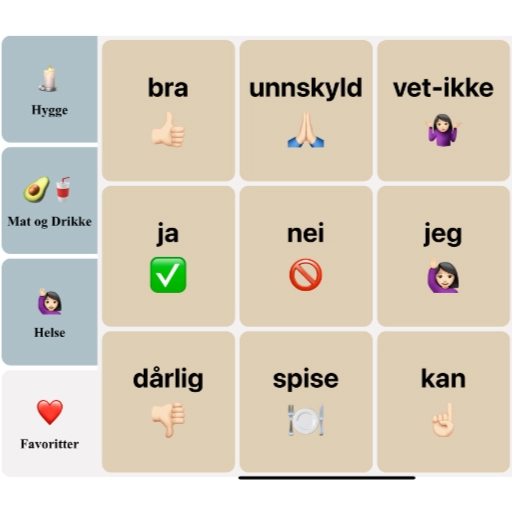 Hygge
Mat og Drikke
Helse
Favoritter
bra
unnskyld
vet-ikke
ja
nei
jeg
dårlig
spise
kan